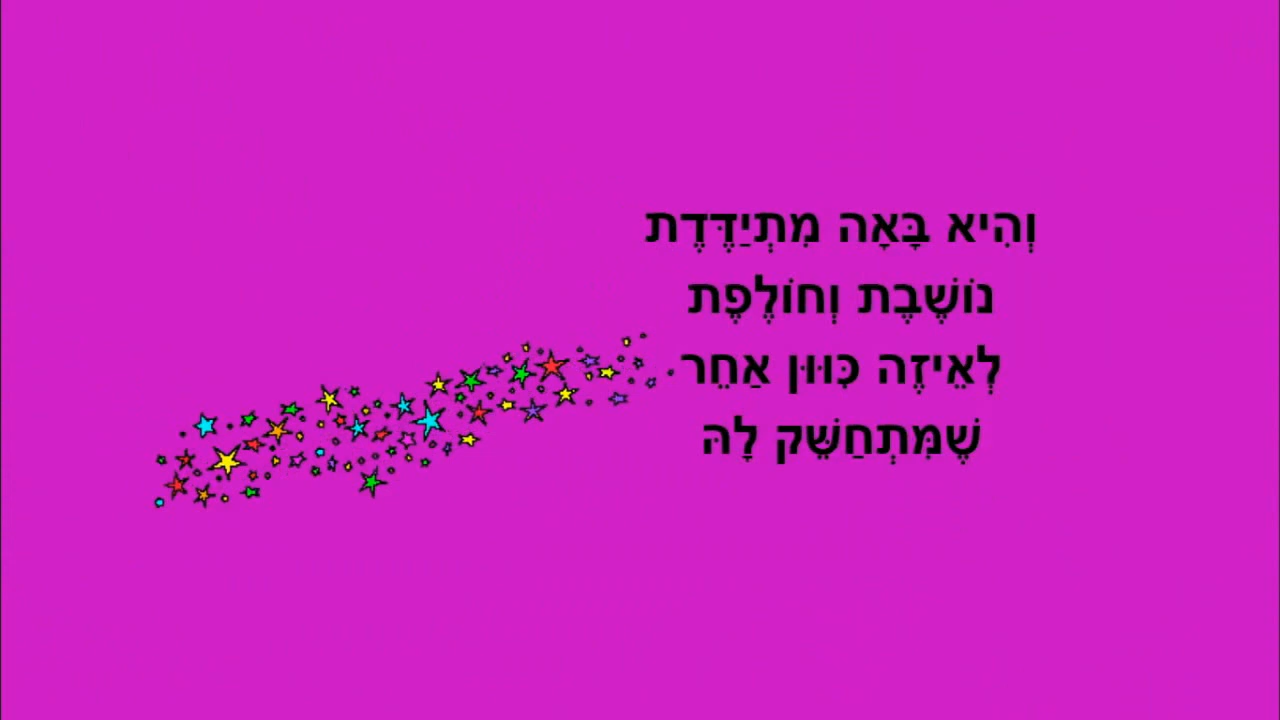 וְהִיא בָּאָה מִתְיַדֶּדֶת
נוֹשֶׁבֶת וְחוֹלֶפֶת
לְאֵיזֶה כִּוּוּן אַחֵר
שֶׁמִּתְחַשֵּׁק לָהּ